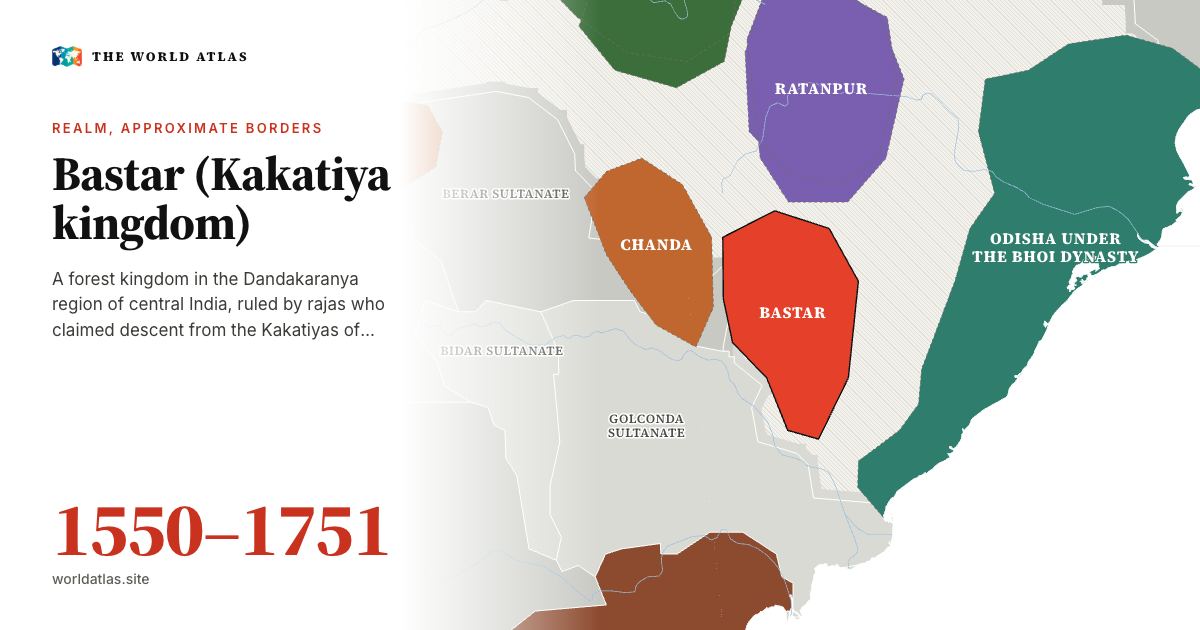 THE WORLD ATLAS
REALM, APPROXIMATE BORDERS
Bastar (Kakatiya
kingdom)
A forest kingdom in the Dandakaranya
region of central India, ruled by rajas who
claimed descent from the Kakatiyas of...
1550–1751
worldatlas.site
RATANPUR
BERAR SULTANATE
CHANDA
ODISHA UNDER
THE BHOI DYNASTY
BASTAR
BIDAR SULTANATE
GOLCONDA
SULTANATE